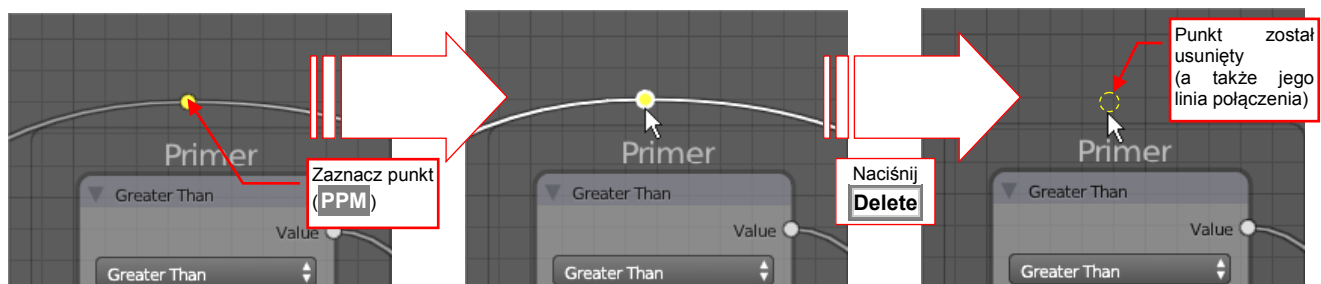 Primer
Greater Than
Value
Greater Than
Zaznacz punkt
(PPM)
Primer
Greater Than
Value
Greater Than
Naciśnij
Delete
Punkt został
usunięty
(a także jego
linia połączenia)
Primer
Greater Than
Value
Greater Than